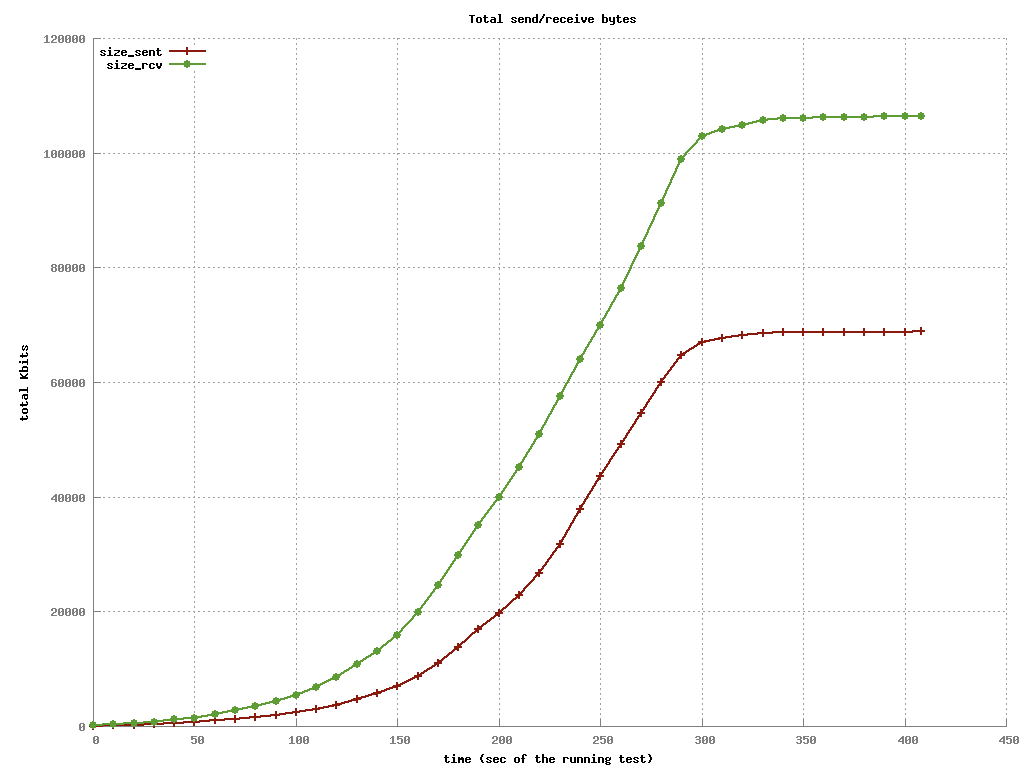 Total send/receive bytes
120000
size_sent
size_rcv
100000
80000
60000
total Kbits
40000
20000
0
0 50 100 150 200 250 300 350 400 450
time (sec of the running test)